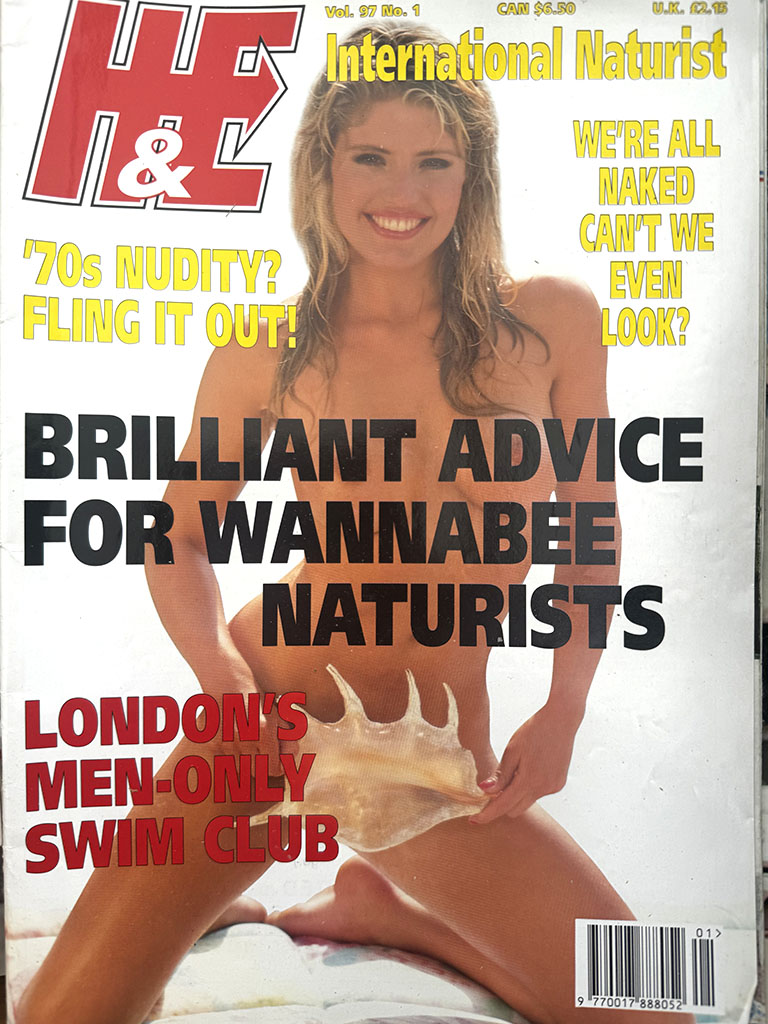 H&E
Vol. 97 No. 1 CAN $6.50 U.K. £2.15
International Naturist
WE'RE ALL
NAKED
CAN'T WE
EVEN
LOOK?
'70s NUDITY?
FLING IT OUT!
BRILLIANT ADVICE
FOR WANNABEE
NATURISTS
LONDON'S
MEN-ONLY
SWIM CLUB
01>
9 770017 888052